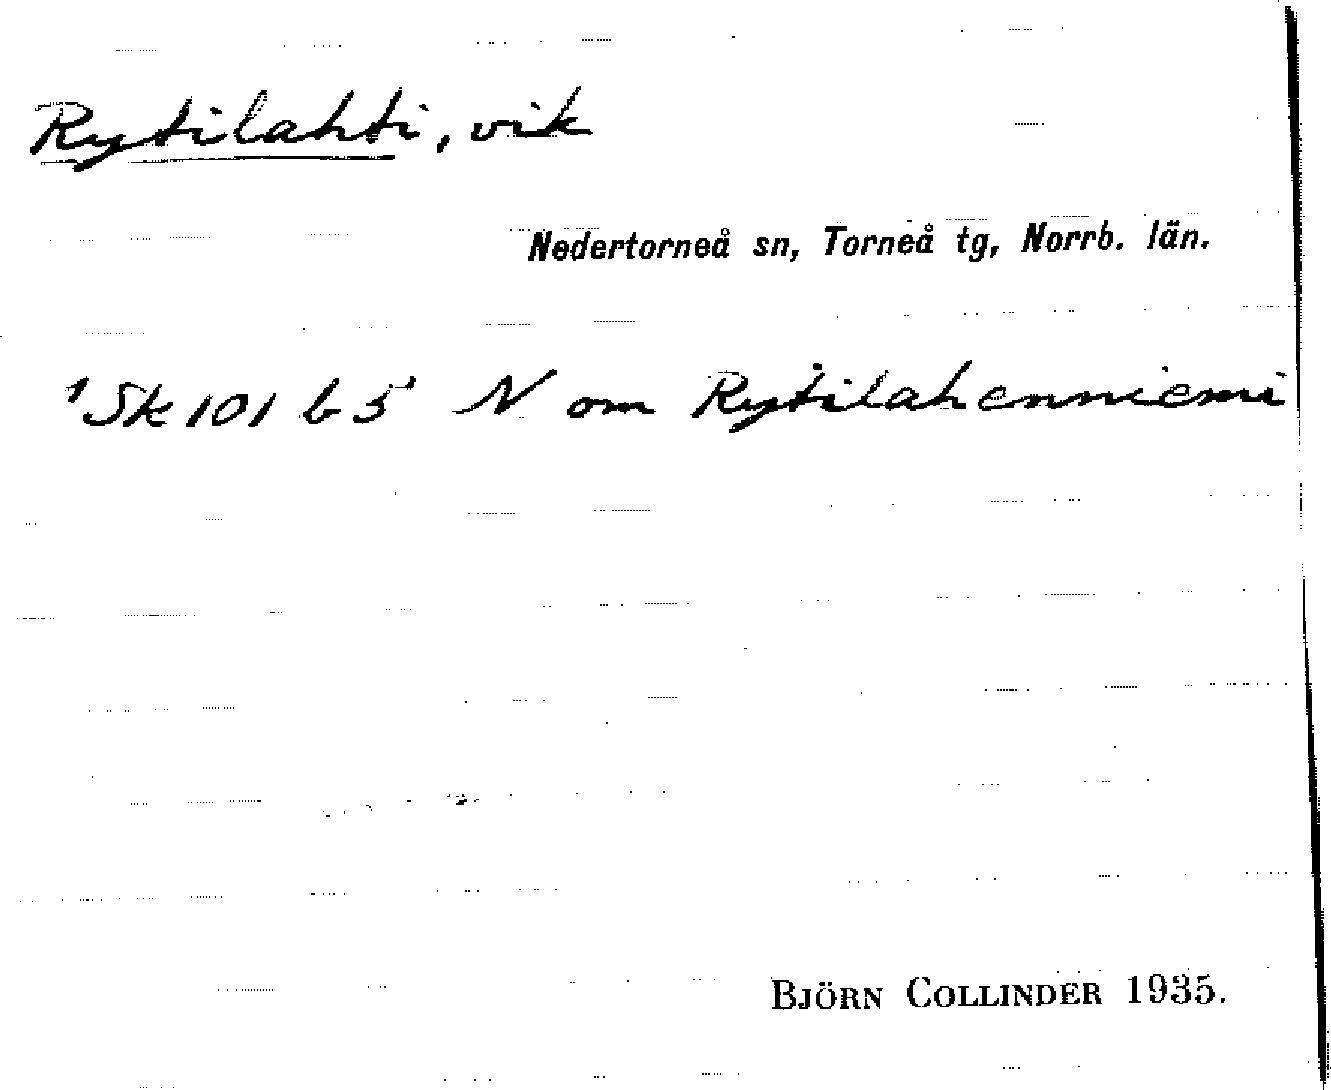 Rytilahti, vik
Nedertorneå sn, Torneå tg, Norrb. län.
'Sk 101 b 5' N om Rytilahenniemi
BJÖRN COLLINDER 1935.